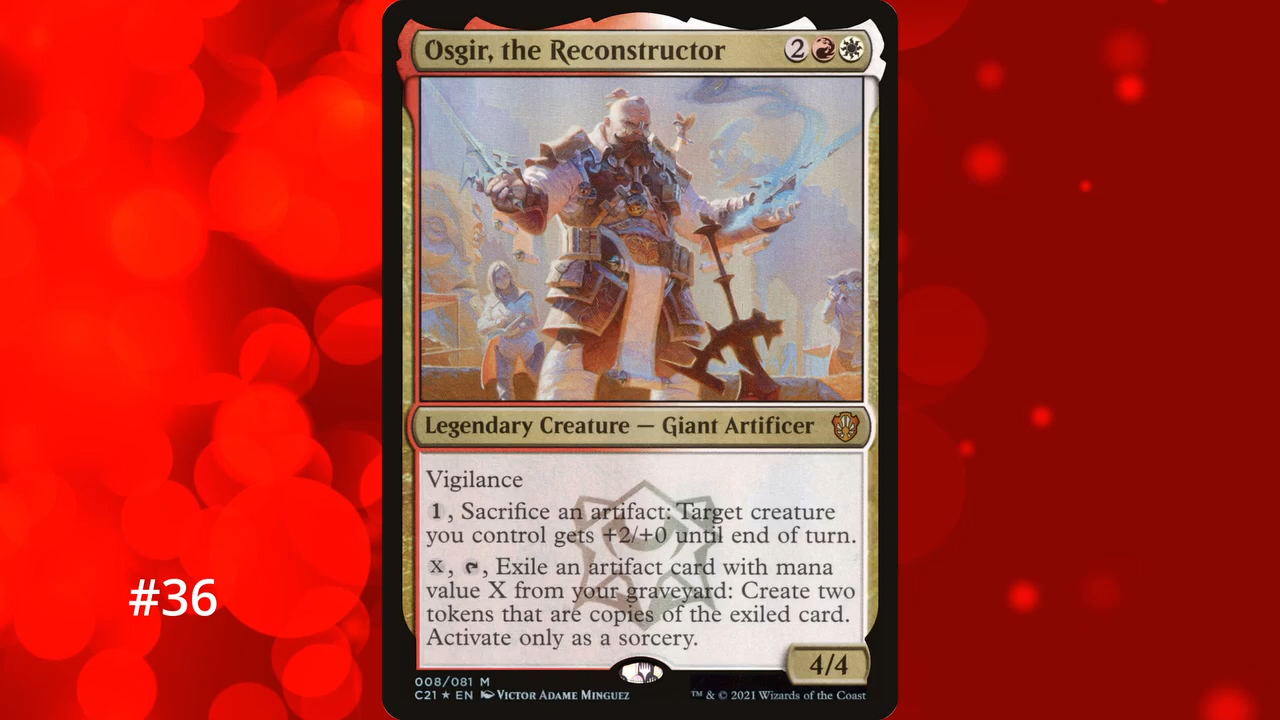 Osgir, the Reconstructor 2
Legendary Creature — Giant Artificer
Vigilance
1, Sacrifice an artifact: Target creature
you control gets +2/+0 until end of turn.
X, , Exile an artifact card with mana
value X from your graveyard: Create two
tokens that are copies of the exiled card.
Activate only as a sorcery.
4/4
008/081 M
C21 ★ EN Victor Adame Minguez
™ & © 2021 Wizards of the Coast
#36